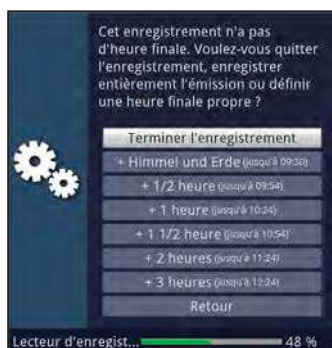 Cet enregistrement n'a pas
d'heure finale. Voulez-vous quitter
l'enregistrement, enregistrer
entièrement l'émission ou définir
une heure finale propre ?
Terminer l'enregistrement
+ Himmel und Erde (jusqu'à 09:30)
+ 1/2 heure (jusqu'à 09:54)
+ 1 heure (jusqu'à 10:24)
+ 1 1/2 heure (jusqu'à 10:54)
+ 2 heures (jusqu'à 11:24)
+ 3 heures (jusqu'à 12:24)
Retour
Lecteur d'enregist... 48 %